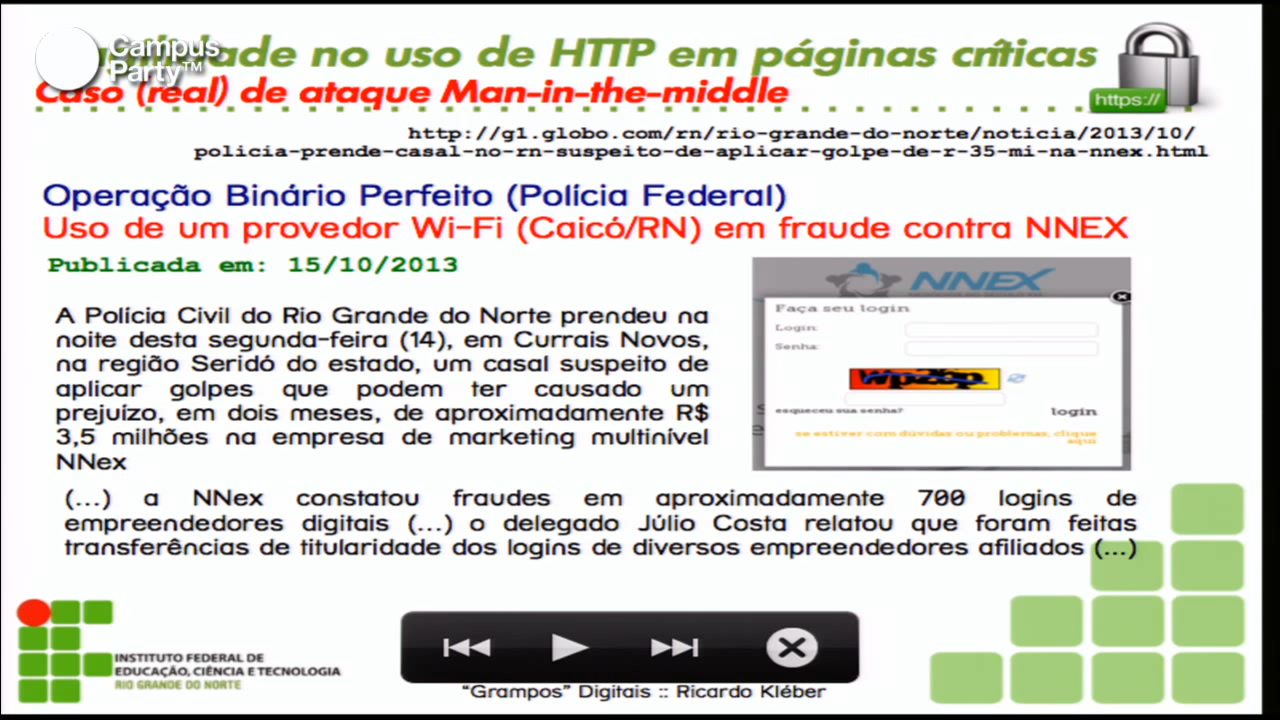 Campus
Party™
idade no uso de HTTP em páginas críticas
Caso (real) de ataque Man-in-the-middle
https://
http://g1.globo.com/rn/rio-grande-do-norte/noticia/2013/10/
policia-prende-casal-no-rn-suspeito-de-aplicar-golpe-de-r-35-mi-na-nnex.html
Operação Binário Perfeito (Polícia Federal)
Uso de um provedor Wi-Fi (Caicó/RN) em fraude contra NNEX
Publicada em: 15/10/2013
A Polícia Civil do Rio Grande do Norte prendeu na
noite desta segunda-feira (14), em Currais Novos,
na região Seridó do estado, um casal suspeito de
aplicar golpes que podem ter causado um
prejuízo, em dois meses, de aproximadamente R$
3,5 milhões na empresa de marketing multinível
NNex
NNEX
Faça seu login
Login:
Senha:
esqueceu sua senha?
login
se estiver com dúvidas ou problemas, clique
aqui
(...) a NNex constatou fraudes em aproximadamente 700 logins de
empreendedores digitais (...) o delegado Júlio Costa relatou que foram feitas
transferências de titularidade dos logins de diversos empreendedores afiliados (...)
INSTITUTO FEDERAL DE
EDUCAÇÃO, CIÊNCIA E TECNOLOGIA
RIO GRANDE DO NORTE
"Grampos" Digitais :: Ricardo Kléber